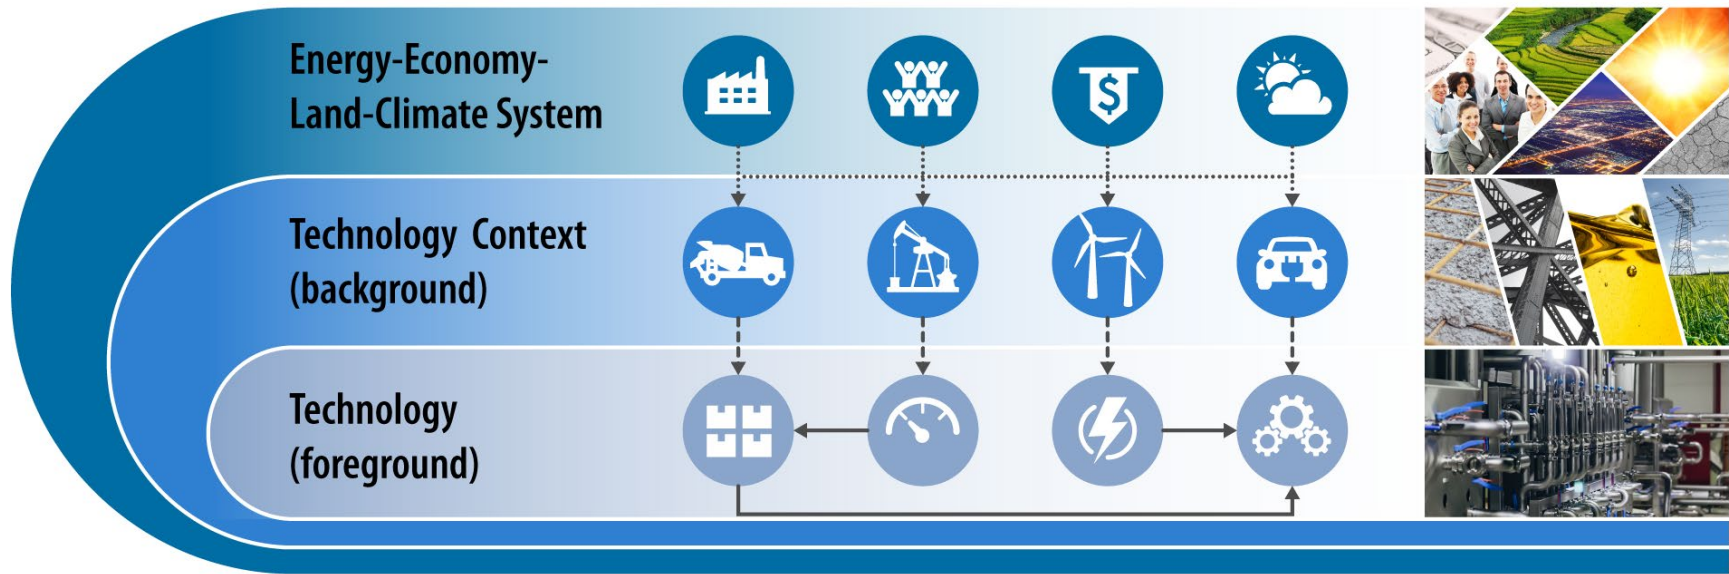 Energy-Economy-
Land-Climate System
$
Technology Context
(background)
Technology
(foreground)